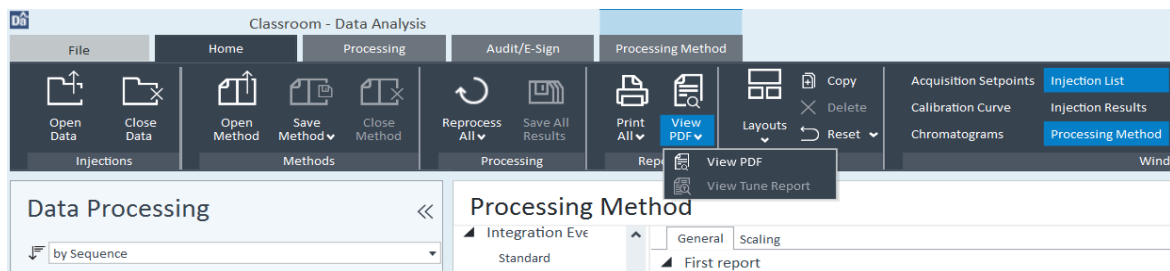 Da
Classroom - Data Analysis
File Home Processing Audit/E-Sign Processing Method
Open Data
Close Data
Open Method
Save Method
Close Method
Reprocess All
Save All Results
Print All
View PDF
Layouts
Copy
Delete
Reset
Acquisition Setpoints
Calibration Curve
Chromatograms
Injection List
Injection Results
Processing Method
Injections Methods Processing Rep Wind
View PDF
View Tune Report
Data Processing
by Sequence
Processing Method
Integration Eve
Standard
General Scaling
First report